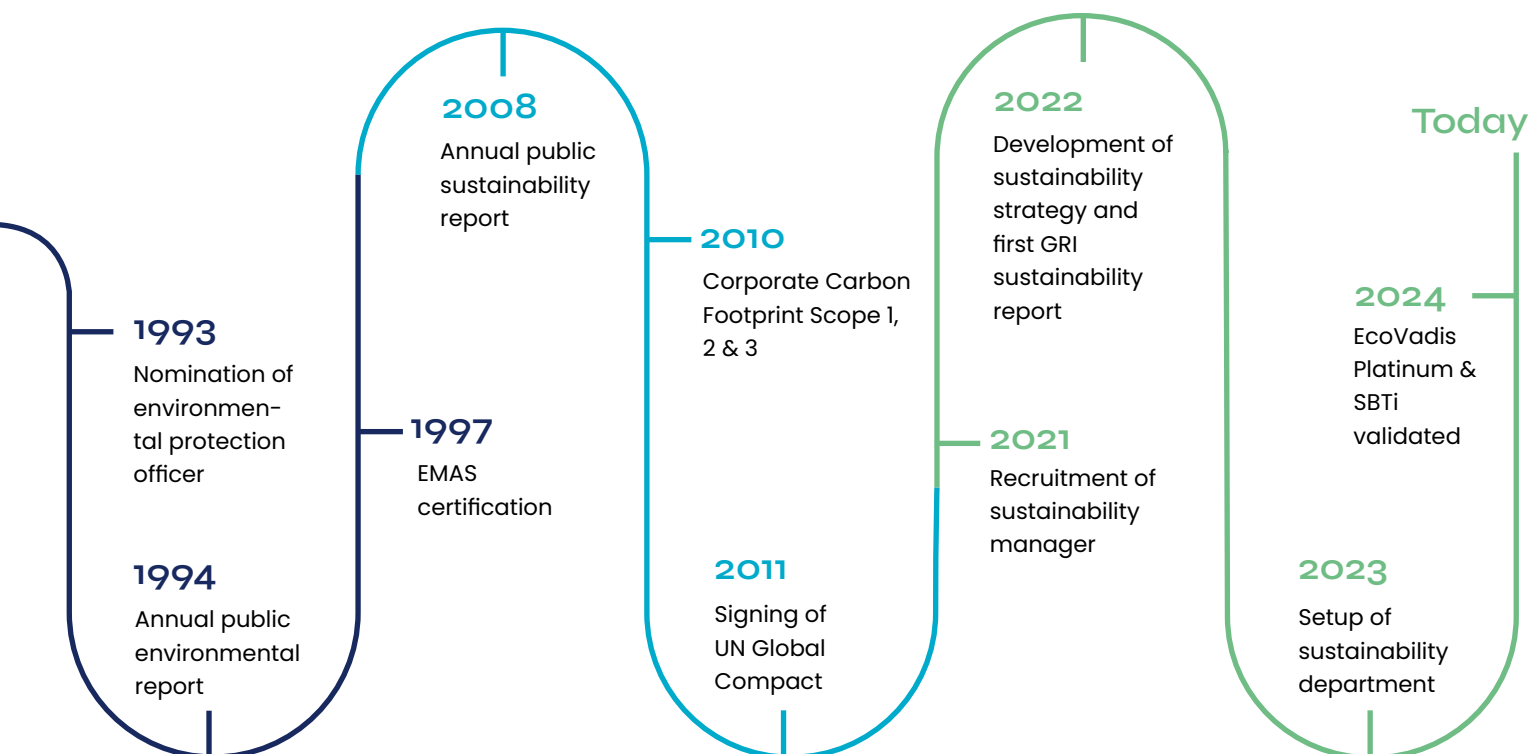 1993
Nomination of
environmen-
tal protection
officer
1994
Annual public
environmental
report
1997
EMAS
certification
2008
Annual public
sustainability
report
2010
Corporate Carbon
Footprint Scope 1,
2 & 3
2011
Signing of
UN Global
Compact
2021
Recruitment of
sustainability
manager
2022
Development of
sustainability
strategy and
first GRI
sustainability
report
2023
Setup of
sustainability
department
2024
EcoVadis
Platinum &
SBTi
validated
Today